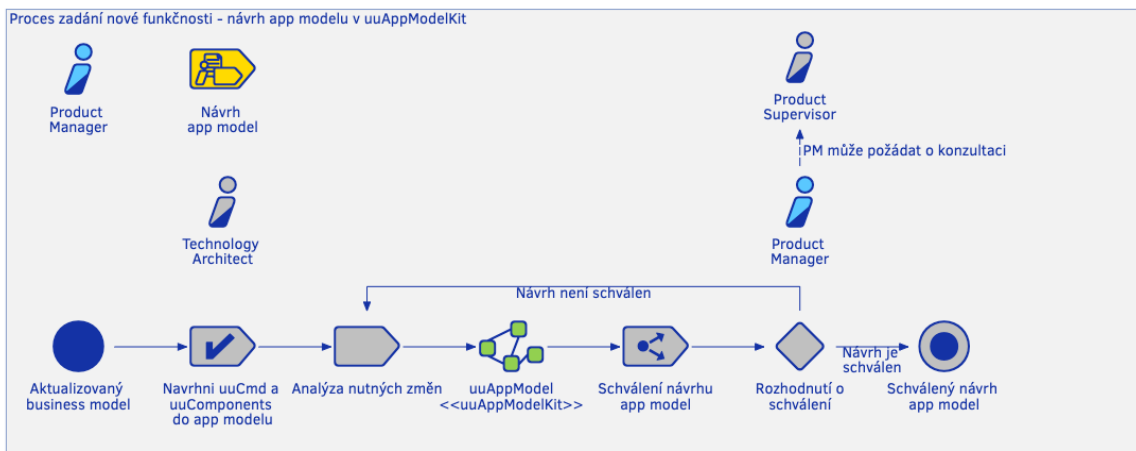 Proces zadání nové funkčnosti - návrh app modelu v uuAppModelKit
Product
Manager
Návrh
app model
Product
Supervisor
PM může požádat o konzultaci
Technology
Architect
Product
Manager
Návrh není schválen
Aktualizovaný
business model
Navrhni uuCmd a
uuComponents
do app modelu
Analýza nutných změn
uuAppModel
<<uuAppModelKit>>
Schválení návrhu
app model
Rozhodnutí o
schválení
Návrh je
schválen
Schválený návrh
app model